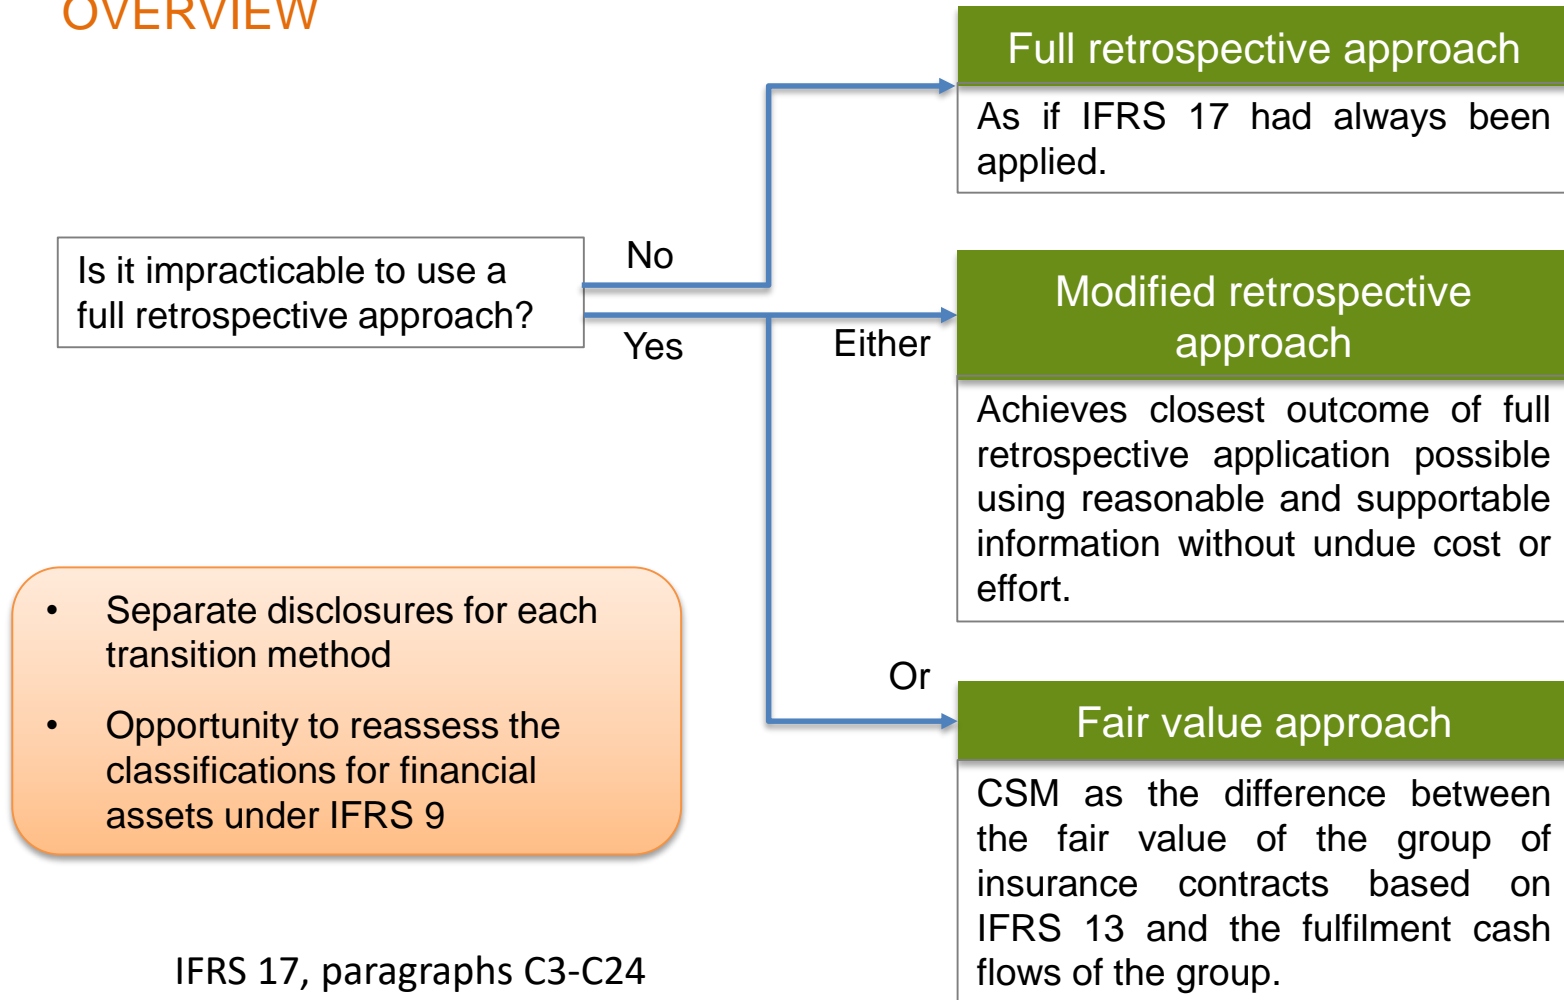 OVERVIEW
Full retrospective approach
As if IFRS 17 had always been
applied.
Is it impracticable to use a
full retrospective approach?
No
Yes
Either
Modified retrospective
approach
Achieves closest outcome of full
retrospective application possible
using reasonable and supportable
information without undue cost or
effort.
• Separate disclosures for each
transition method
• Opportunity to reassess the
classifications for financial
assets under IFRS 9
Or
Fair value approach
CSM as the difference between
the fair value of the group of
insurance contracts based on
IFRS 13 and the fulfilment cash
flows of the group.
IFRS 17, paragraphs C3-C24